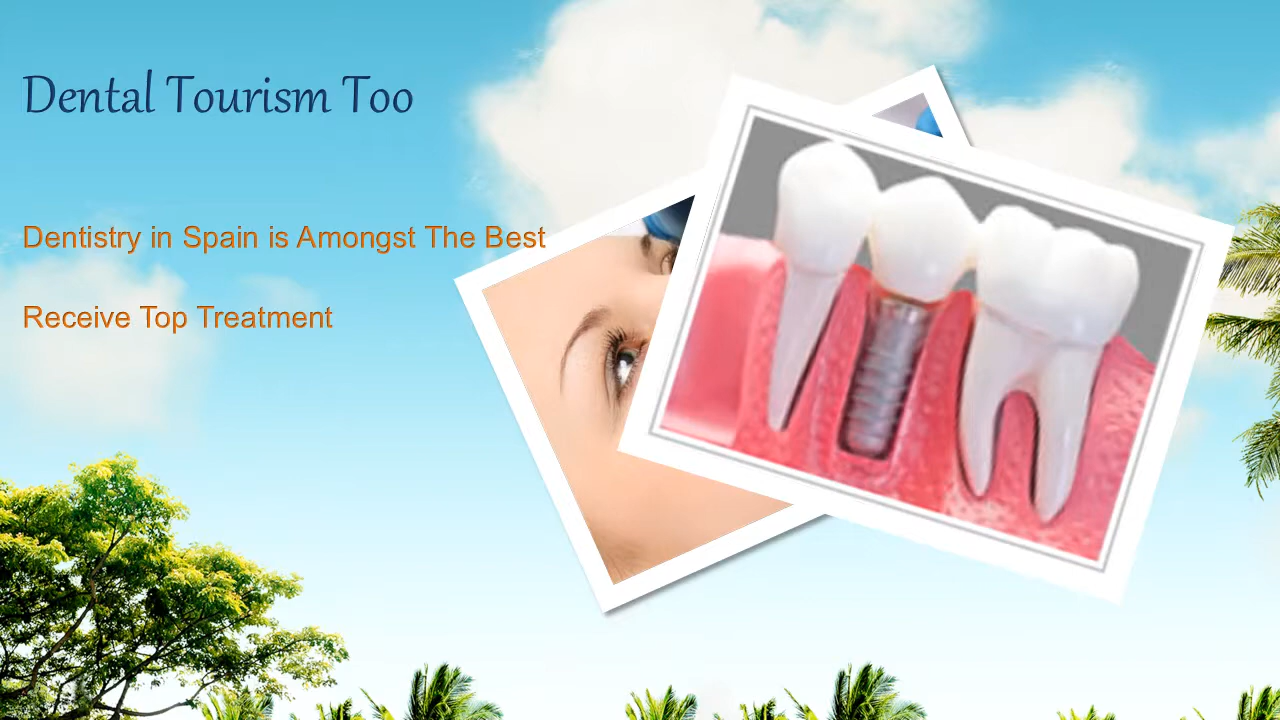 Dental Tourism Too
Dentistry in Spain is Amongst The Best
Receive Top Treatment